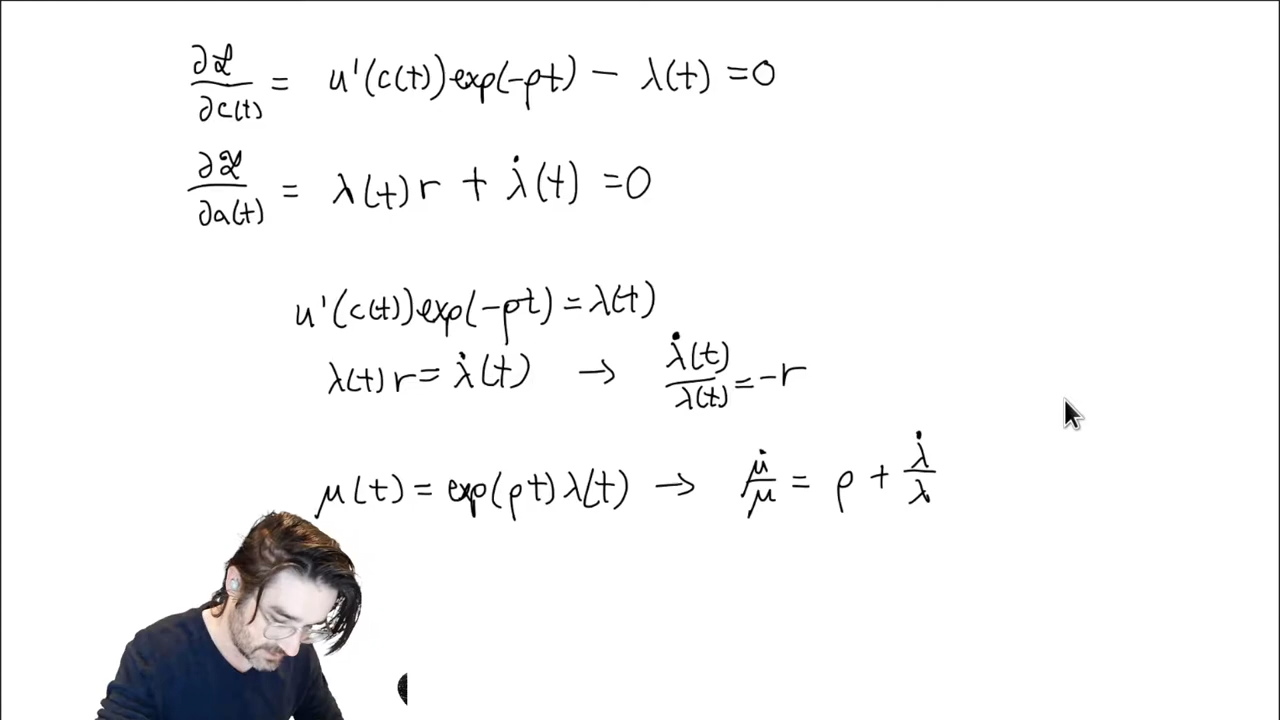 ∂ℒ/∂c(t) = u'(c(t))exp(-ρt) - λ(t) = 0
∂ℒ/∂a(t) = λ(t)r + λ̇(t) = 0
u'(c(t))exp(-ρt) = λ(t)
λ(t)r = λ̇(t) → λ̇(t)/λ(t) = -r
μ(t) = exp(ρt)λ(t) → μ̇/μ = ρ + λ̇/λ